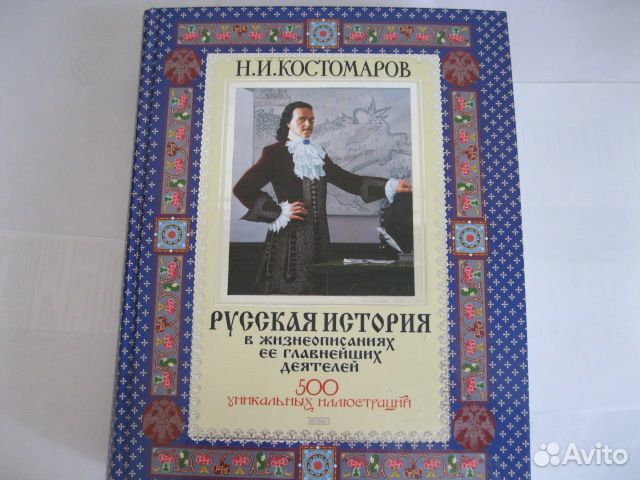 Н.И.КОСТОМАРОВ
РУССКАЯ ИСТОРИЯ
В ЖИЗНЕОПИСАНИЯХ
ЕЕ ГЛАВНЕЙШИХ
ДЕЯТЕЛЕЙ
500
УНИКАЛЬНЫХ ИЛЛЮСТРАЦИЙ
Avito